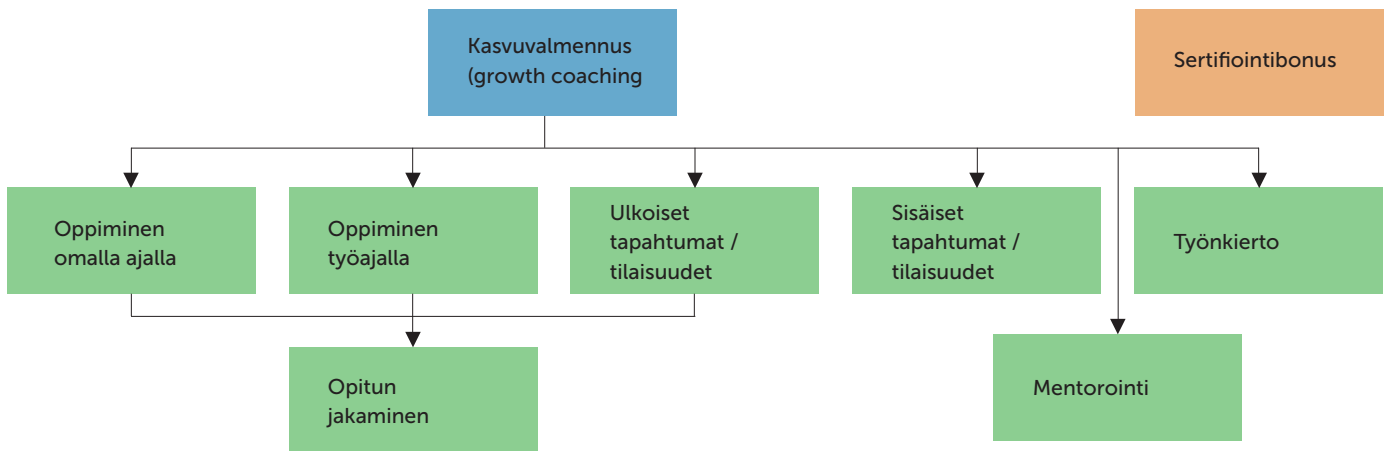 Kasvuvalmennus
(growth coaching
Sertifiointibonus
Oppiminen
omalla ajalla
Oppiminen
työajalla
Ulkoiset
tapahtumat /
tilaisuudet
Sisäiset
tapahtumat /
tilaisuudet
Työnkierto
Opitun
jakaminen
Mentorointi